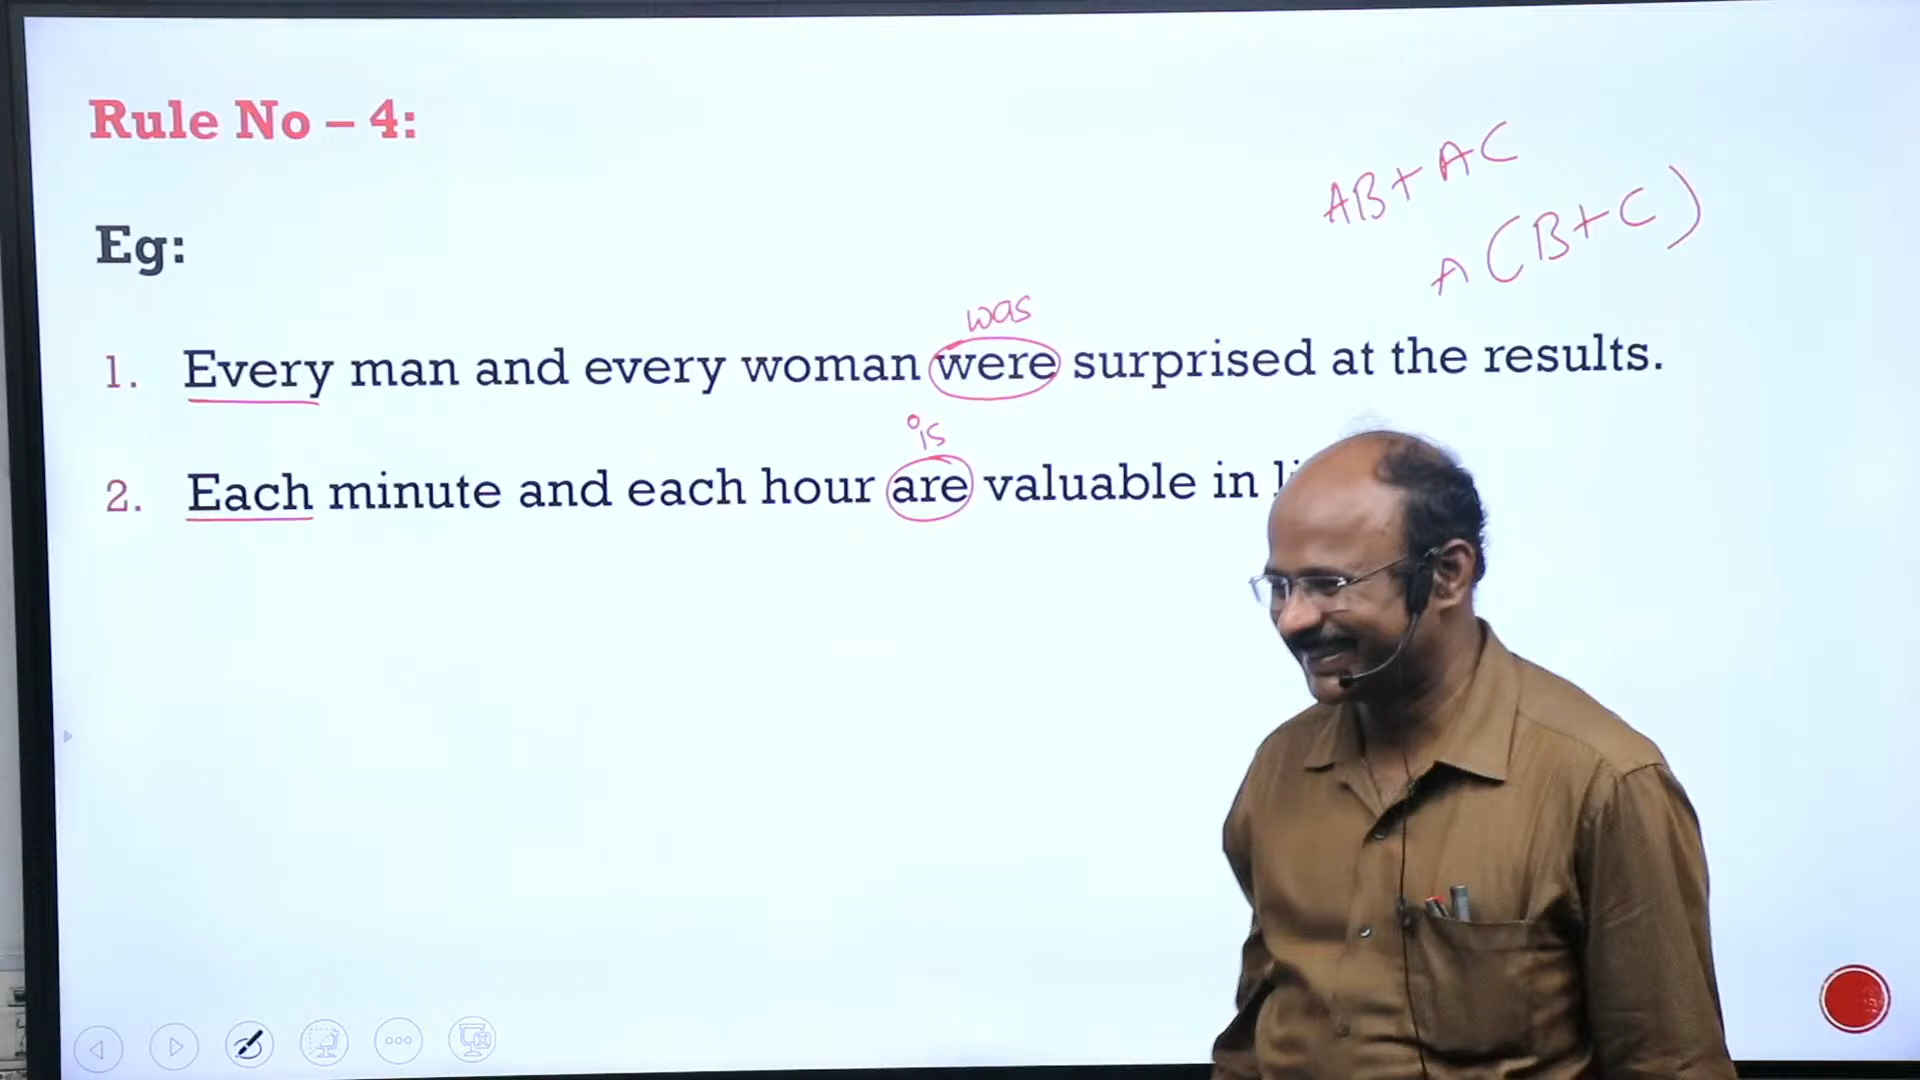 Rule No – 4:
AB+AC
A(B+C)
Eg:
was
1. Every man and every woman were surprised at the results.
is
2. Each minute and each hour are valuable in